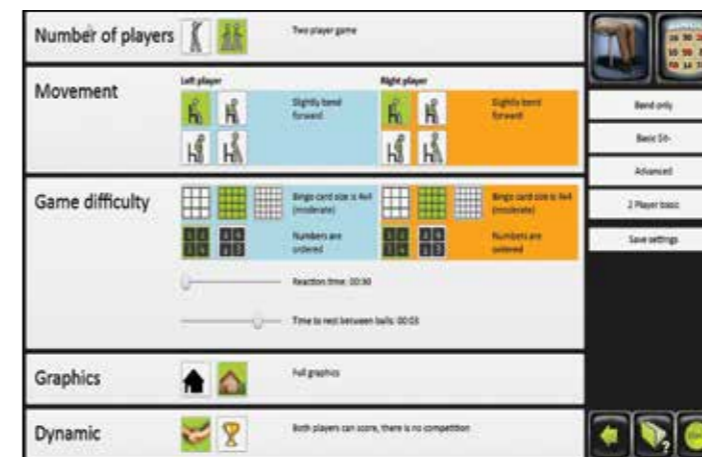 Number of players
Two player game
Movement
Left player
Right player
Slightly bend
forward
Slightly bend
forward
Game difficulty
Bingo card size is 4x4
(moderate)
Bingo card size is 4x4
(moderate)
Numbers are
ordered
Numbers are
ordered
Reaction time: 00:30
Time to rest between balls: 00:03
Graphics
Full graphics
Dynamic
Both players can score, there is no competition
Bend only
Basic Sit-
Advanced
2 Player basic
Save settings